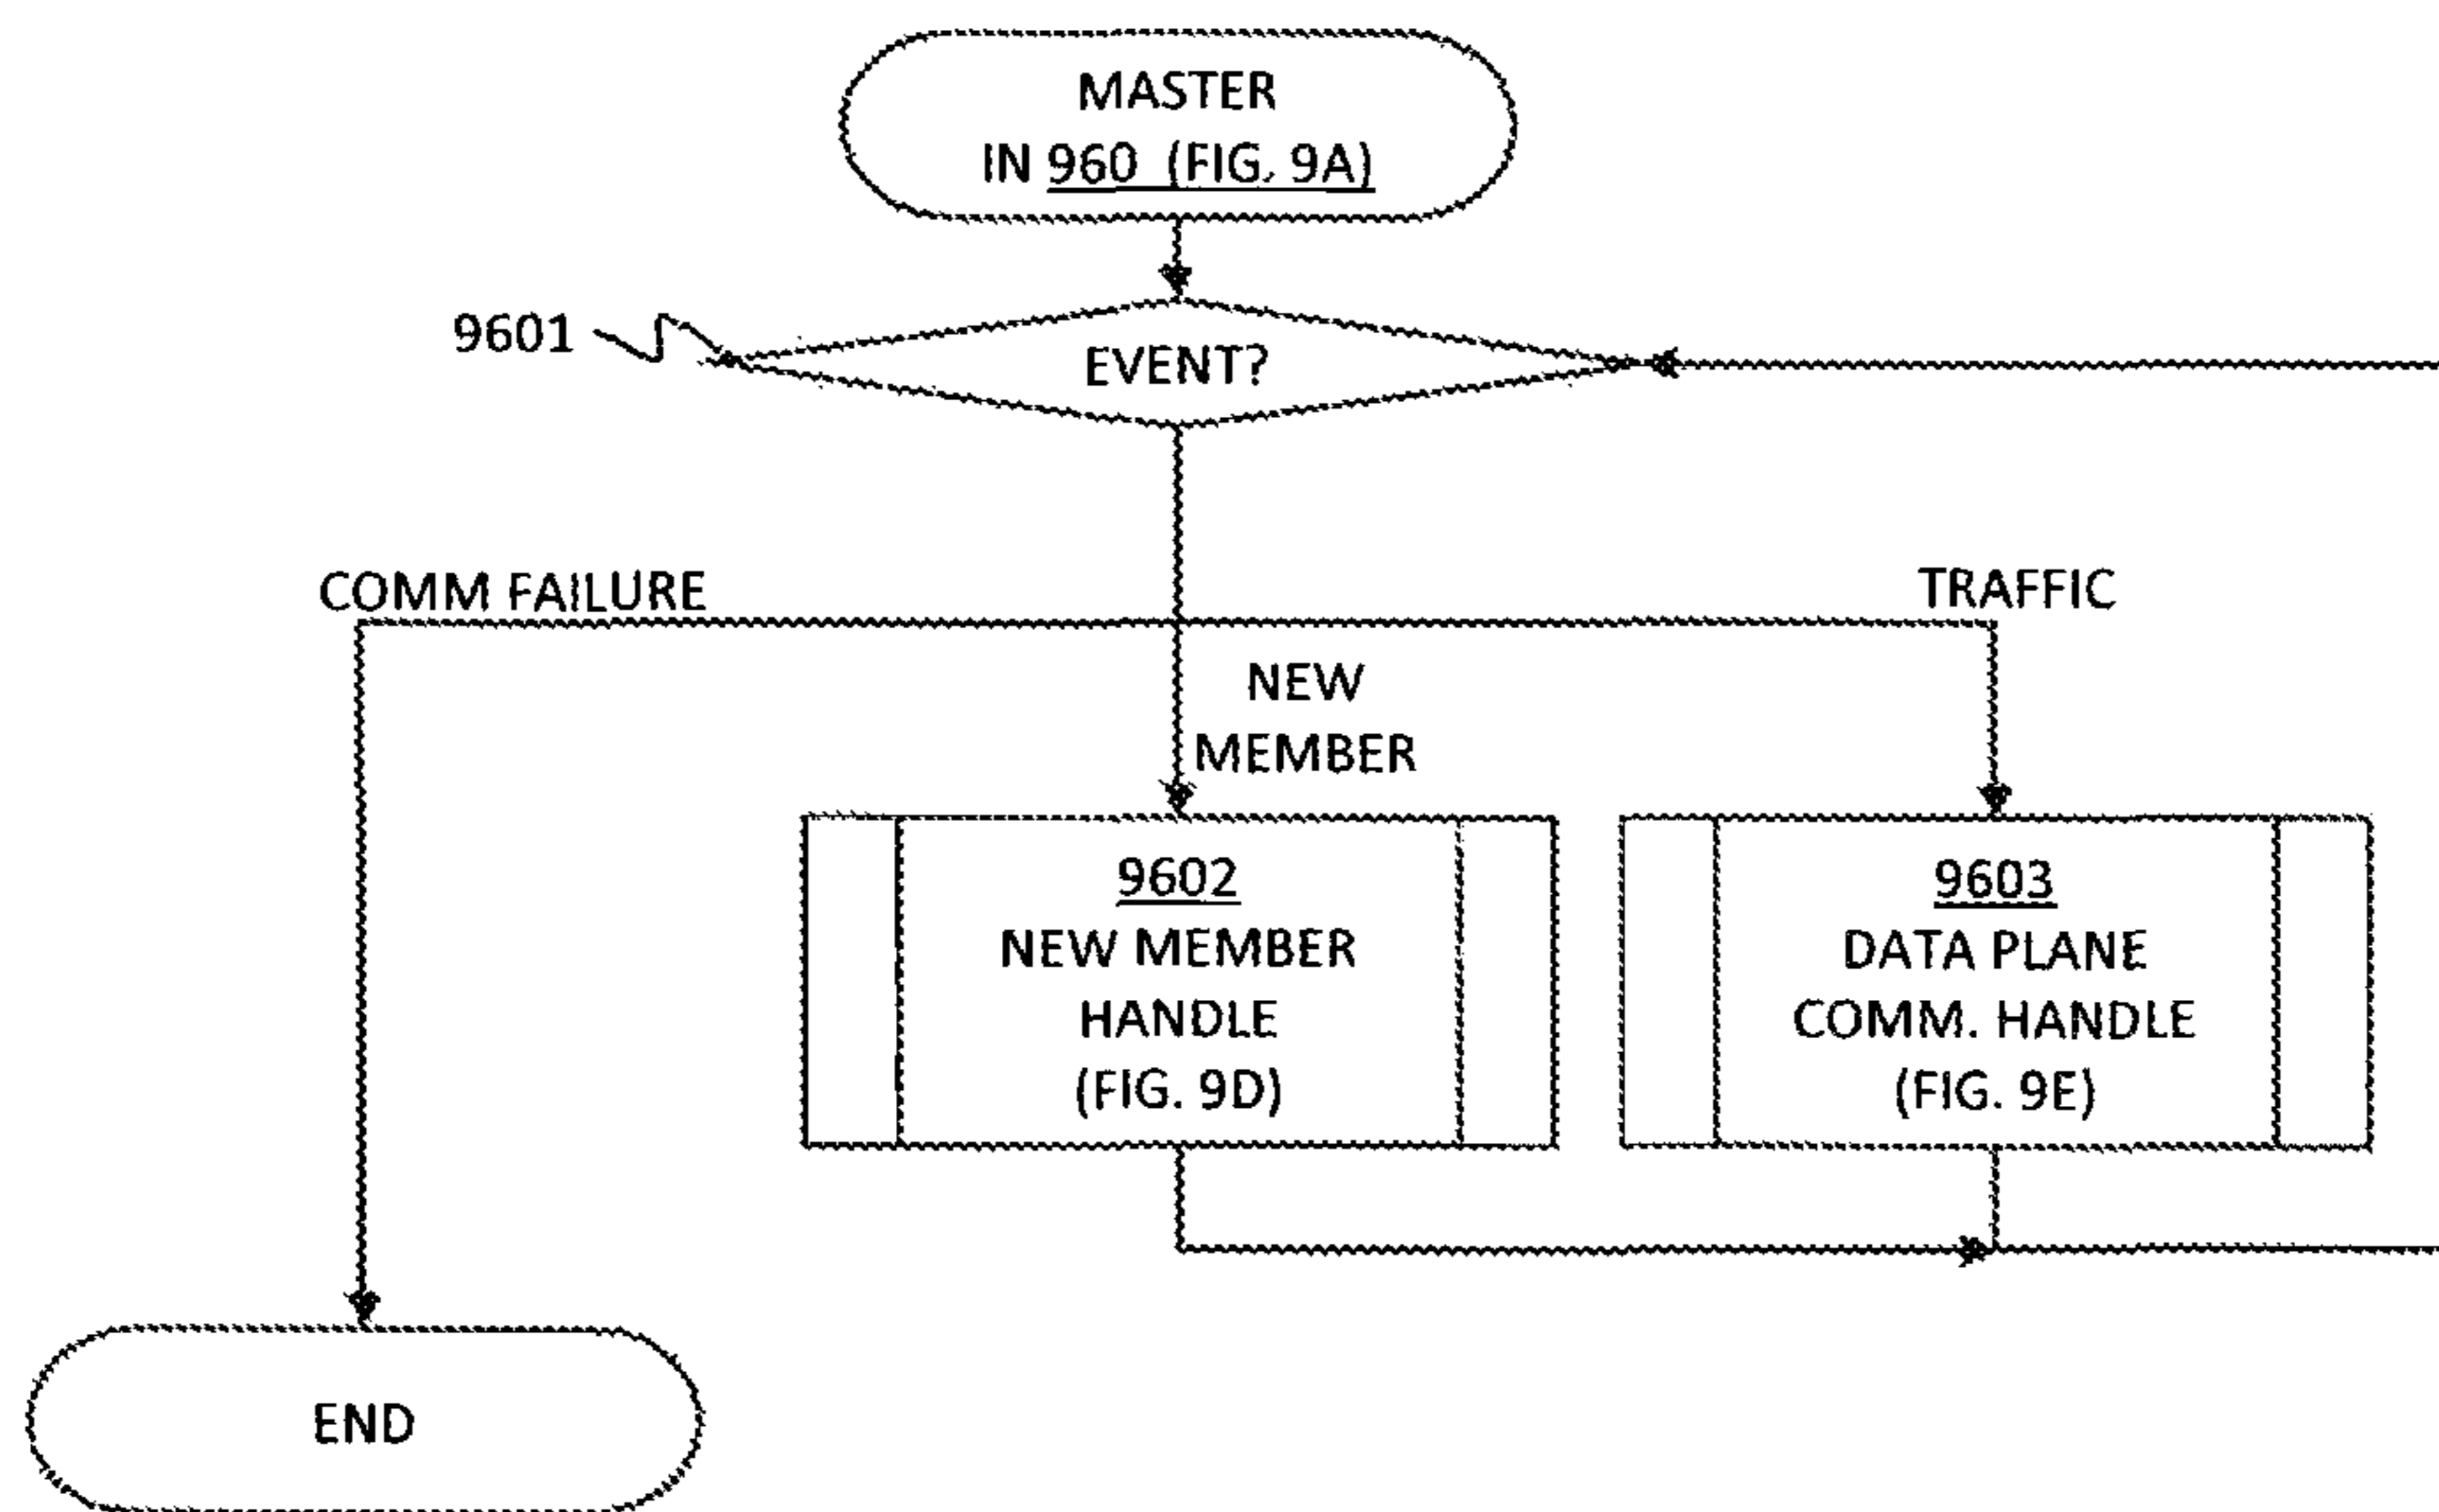 MASTER
IN 960 (FIG. 9A)
9601
EVENT?
COMM FAILURE
TRAFFIC
NEW
MEMBER
9602
NEW MEMBER
HANDLE
(FIG. 9D)
9603
DATA PLANE
COMM. HANDLE
(FIG. 9E)
END